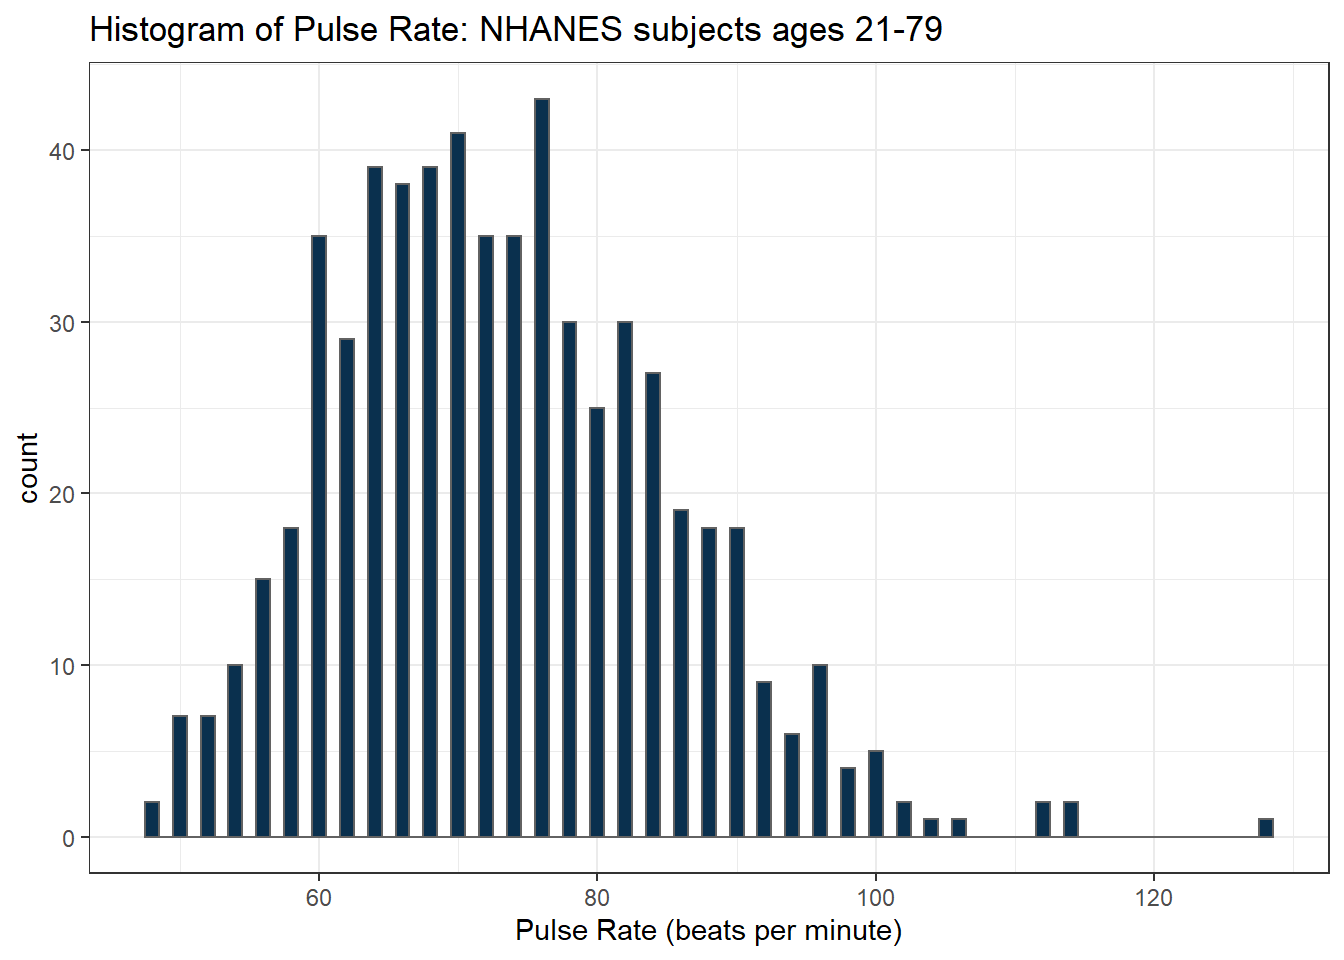 Histogram of Pulse Rate: NHANES subjects ages 21-79
40
30
20
10
0
count
60 80 100 120
Pulse Rate (beats per minute)